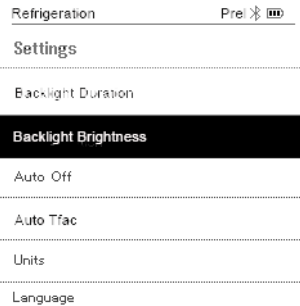 Refrigeration Prel
Settings
Backlight Duration
Backlight Brightness
Auto Off
Auto Tfac
Units
Language